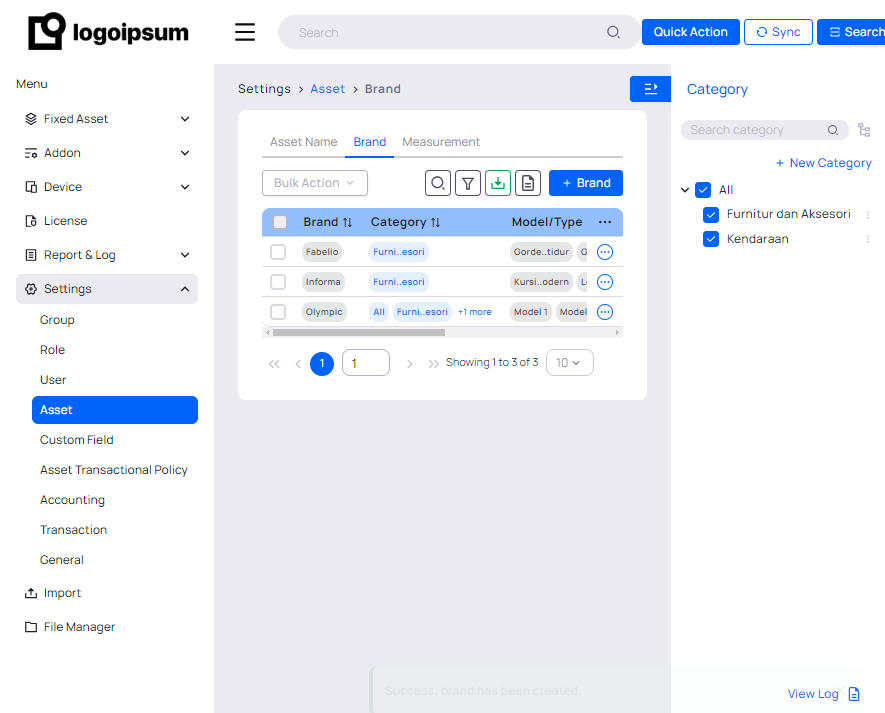 logoipsum
Search
Quick Action
Sync
Search
Menu
Fixed Asset
Addon
Device
License
Report & Log
Settings
Group
Role
User
Asset
Custom Field
Asset Transactional Policy
Accounting
Transaction
General
Import
File Manager
Settings > Asset > Brand
Asset Name Brand Measurement
Bulk Action
+ Brand
Brand Category Model/Type ...
Fabelio Furni..esori Gorde..tidur G
Informa Furni..esori Kursi..odern L
Olympic All Furni..esori +1 more Model 1 Model
1 1 Showing 1 to 3 of 3 10
Category
Search category
+ New Category
All
Furnitur dan Aksesori
Kendaraan
Success, brand has been created.
View Log